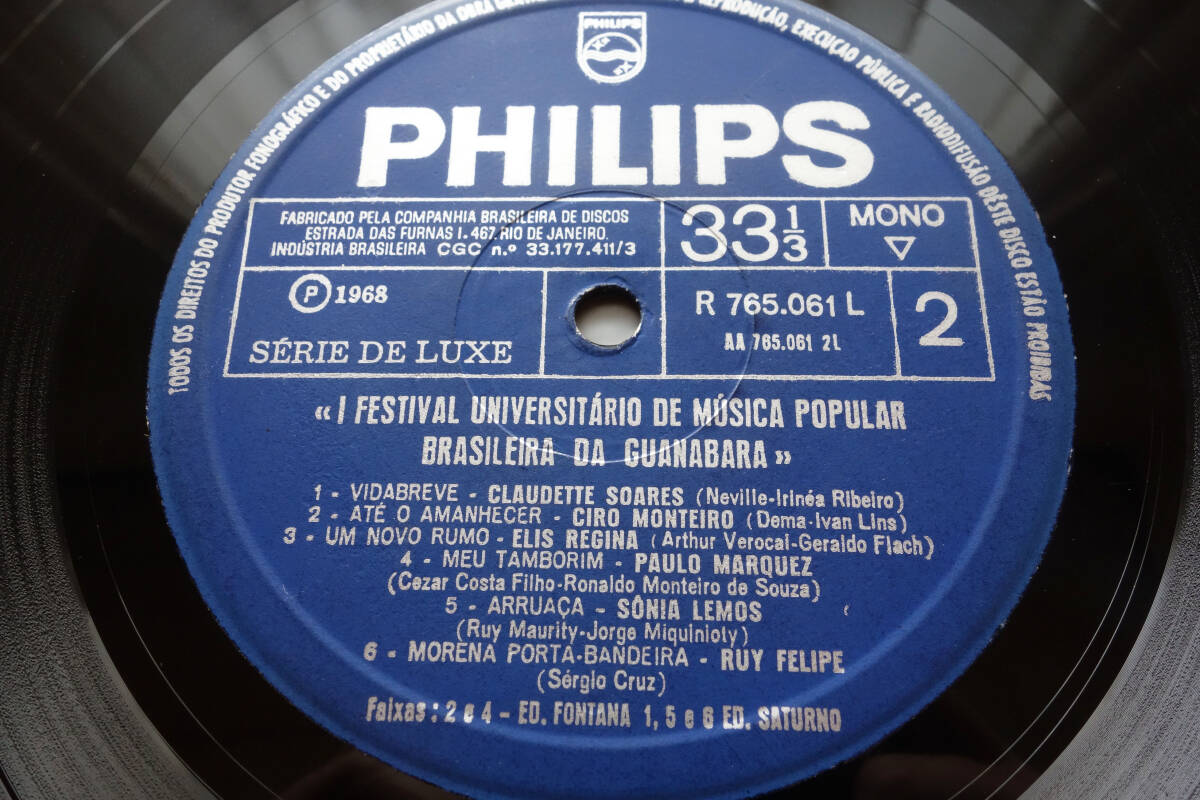 TODOS OS DIREITOS DO PRODUTOR FONOGRÁFICO E DO PROPRIETÁRIO DA OBRA REPRODUÇÃO, EXECUÇÃO PÚBLICA E RADIODIFUSÃO DÊSTE DISCO ESTÃO PROIBIDAS
PHILIPS
PHILIPS
FABRICADO PELA COMPANHIA BRASILEIRA DE DISCOS
ESTRADA DAS FURNAS 1.467, RIO DE JANEIRO.
INDÚSTRIA BRASILEIRA CGC n.º 33.177.411/3
33 1/3
MONO
℗ 1968
R 765.061 L
AA 765.061 2L
2
SÉRIE DE LUXE
«I FESTIVAL UNIVERSITÁRIO DE MÚSICA POPULAR
BRASILEIRA DA GUANABARA»
1 - VIDABREVE - CLAUDETTE SOARES (Neville-Irinéa Ribeiro)
2 - ATÉ O AMANHECER - CIRO MONTEIRO (Dema-Ivan Lins)
3 - UM NOVO RUMO - ELIS REGINA (Arthur Verocai-Geraldo Flach)
4 - MEU TAMBORIM - PAULO MARQUEZ
(Cezar Costa Filho-Ronaldo Monteiro de Souza)
5 - ARRUAÇA - SÔNIA LEMOS
(Ruy Maurity-Jorge Miquinioty)
6 - MORENA PORTA-BANDEIRA - RUY FELIPE
(Sérgio Cruz)
Faixas: 2 e 4 - ED. FONTANA 1, 5 e 6 ED. SATURNO